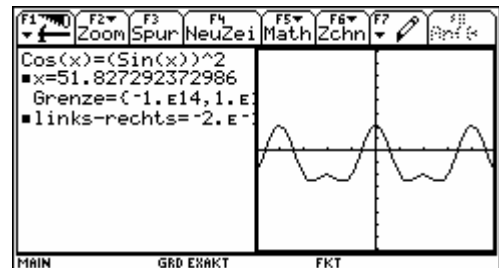 F1 F2 F3 F4 F5 F6 F7
Zoom Spur NeuZei Math Zchn
Cos(x)=(Sin(x))^2
▪x=51.827292372986
Grenze={-1.ᴇ14,1.ᴇ
▪links-rechts=-2.ᴇ-
MAIN GRD EXAKT FKT